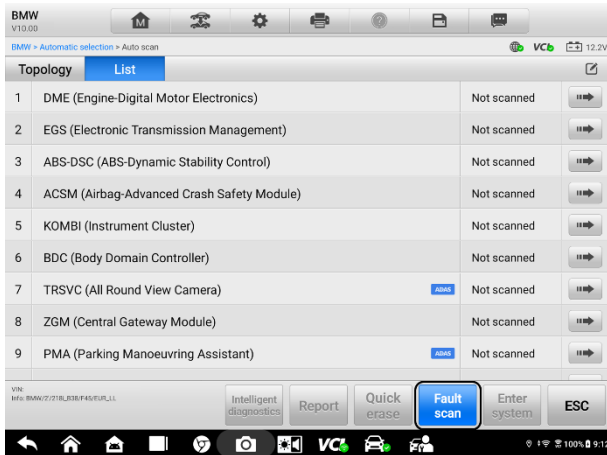 BMW
V10.00
BMW > Automatic selection > Auto scan
VCI
12.2V
Topology
List
1 DME (Engine-Digital Motor Electronics) Not scanned
2 EGS (Electronic Transmission Management) Not scanned
3 ABS-DSC (ABS-Dynamic Stability Control) Not scanned
4 ACSM (Airbag-Advanced Crash Safety Module) Not scanned
5 KOMBI (Instrument Cluster) Not scanned
6 BDC (Body Domain Controller) Not scanned
7 TRSVC (All Round View Camera) ADAS Not scanned
8 ZGM (Central Gateway Module) Not scanned
9 PMA (Parking Manoeuvring Assistant) ADAS Not scanned
VIN:
Info: BMW/2'/218i_B38/F45/EUR_LL
Intelligent
diagnostics
Report
Quick
erase
Fault
scan
Enter
system
ESC
VCI
100% 9:12